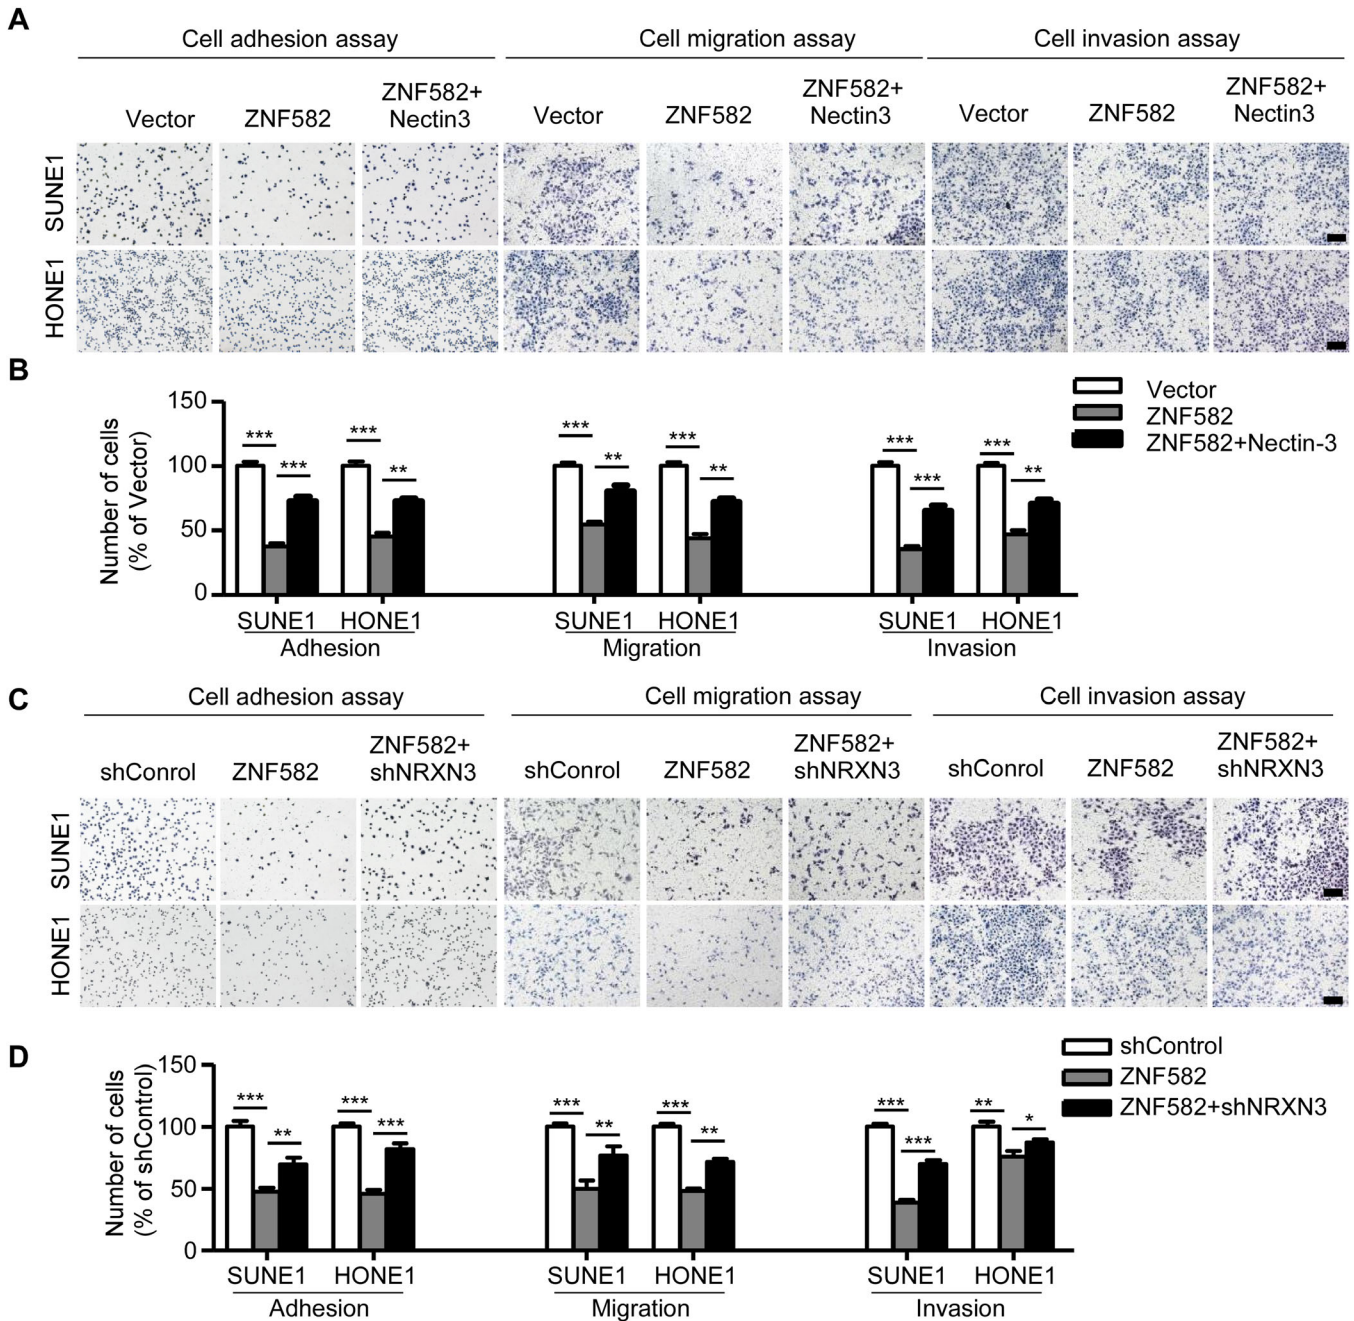 A
Cell adhesion assay
Cell migration assay
Cell invasion assay
Vector
ZNF582
ZNF582+
Nectin3
Vector
ZNF582
ZNF582+
Nectin3
Vector
ZNF582
ZNF582+
Nectin3
SUNE1
HONE1
B
Number of cells
(% of Vector)
150
100
50
0
*** *** *** **
*** ** *** **
*** *** *** **
Vector
ZNF582
ZNF582+Nectin-3
SUNE1 HONE1
SUNE1 HONE1
SUNE1 HONE1
Adhesion
Migration
Invasion
C
Cell adhesion assay
Cell migration assay
Cell invasion assay
shConrol
ZNF582
ZNF582+
shNRXN3
shConrol
ZNF582
ZNF582+
shNRXN3
shConrol
ZNF582
ZNF582+
shNRXN3
SUNE1
HONE1
D
Number of cells
(% of shControl)
150
100
50
0
*** ** *** ***
*** ** *** **
*** *** ** *
shControl
ZNF582
ZNF582+shNRXN3
SUNE1 HONE1
SUNE1 HONE1
SUNE1 HONE1
Adhesion
Migration
Invasion